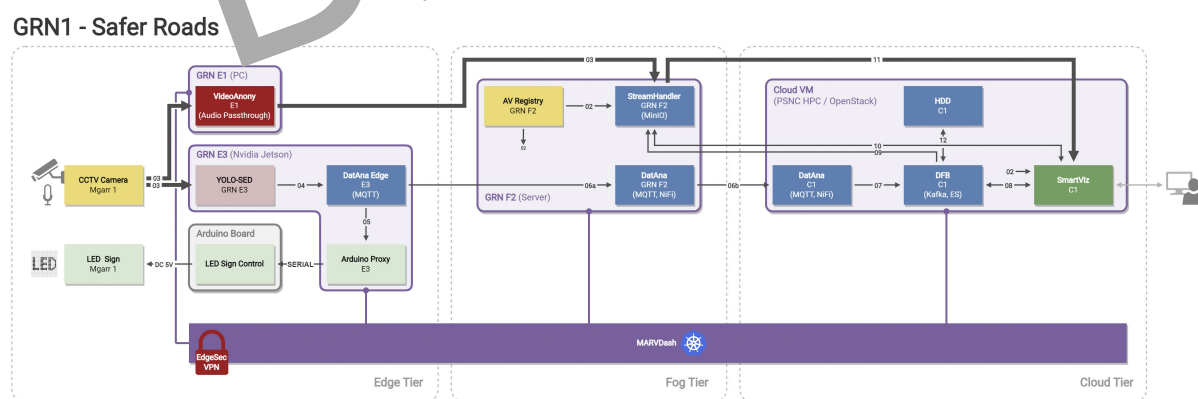 GRN1 - Safer Roads
GRN E1 (PC)
VideoAnony
E1
(Audio Passthrough)
03
11
GRN F2 (Server)
AV Registry
GRN F2
02
02
StreamHandler
GRN F2
(MinIO)
Cloud VM
(PSNC HPC / OpenStack)
HDD
C1
12
10
09
CCTV Camera
Mgarr 1
03
03
GRN E3 (Nvidia Jetson)
YOLO-SED
GRN E3
04
DatAna Edge
E3
(MQTT)
06a
DatAna
GRN F2
(MQTT, NiFi)
06b
DatAna
C1
(MQTT, NiFi)
07
DFB
C1
(Kafka, ES)
02
08
SmartViz
C1
05
LED
LED Sign
Mgarr 1
DC 5V
Arduino Board
LED Sign Control
SERIAL
Arduino Proxy
E3
MARVDash
EdgeSec
VPN
Edge Tier
Fog Tier
Cloud Tier